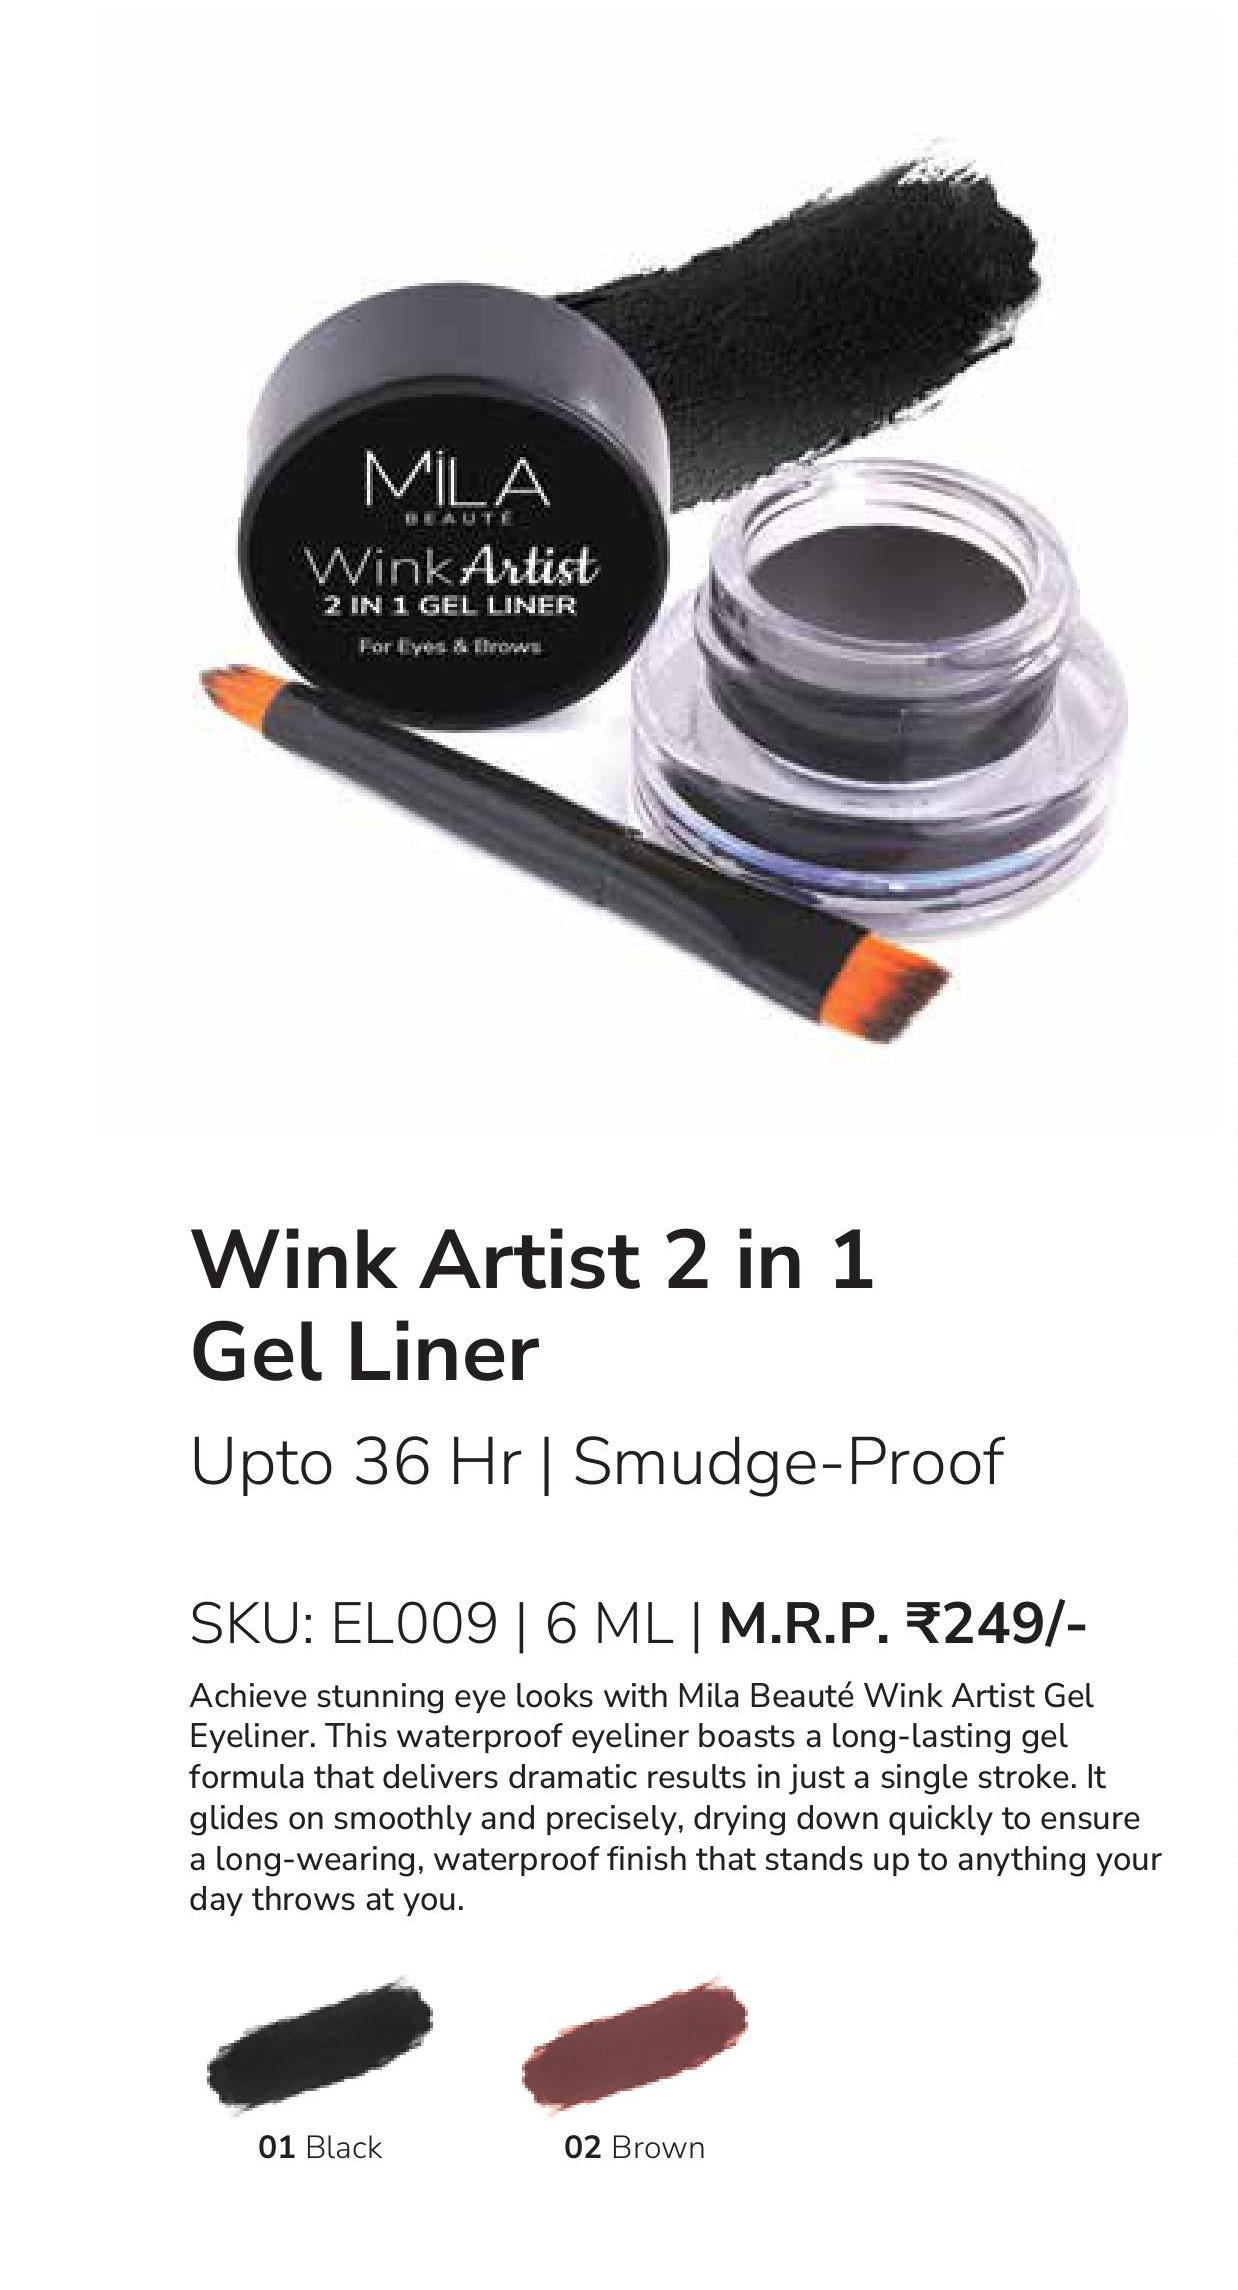 MiLA
BEAUTÉ
Wink Artist
2 IN 1 GEL LINER
For Eyes & Brows
Wink Artist 2 in 1
Gel Liner
Upto 36 Hr | Smudge-Proof
SKU: EL009 | 6 ML | M.R.P. ₹249/-
Achieve stunning eye looks with Mila Beauté Wink Artist Gel
Eyeliner. This waterproof eyeliner boasts a long-lasting gel
formula that delivers dramatic results in just a single stroke. It
glides on smoothly and precisely, drying down quickly to ensure
a long-wearing, waterproof finish that stands up to anything your
day throws at you.
01 Black
02 Brown